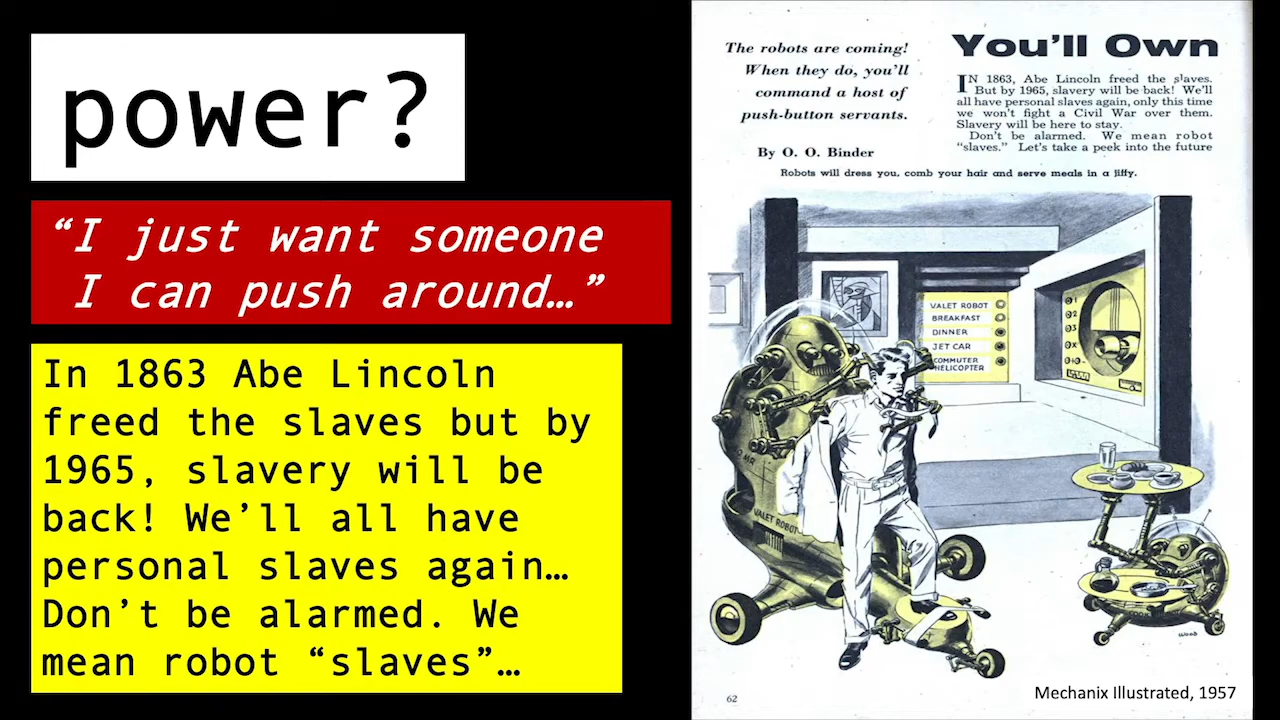 power?
“I just want someone
I can push around…”
In 1863 Abe Lincoln
freed the slaves but by
1965, slavery will be
back! We’ll all have
personal slaves again…
Don’t be alarmed. We
mean robot “slaves”…
The robots are coming!
When they do, you’ll
command a host of
push-button servants.
By O. O. Binder
You’ll Own
IN 1863, Abe Lincoln freed the slaves.
But by 1965, slavery will be back! We’ll
all have personal slaves again, only this time
we won’t fight a Civil War over them.
Slavery will be here to stay.
Don’t be alarmed. We mean robot
“slaves.” Let’s take a peek into the future
Robots will dress you, comb your hair and serve meals in a jiffy.
VALET ROBOT
BREAKFAST
DINNER
JET CAR
COMMUTER
HELICOPTER
1
2
3
VALET ROBOT
WOOD
62
Mechanix Illustrated, 1957